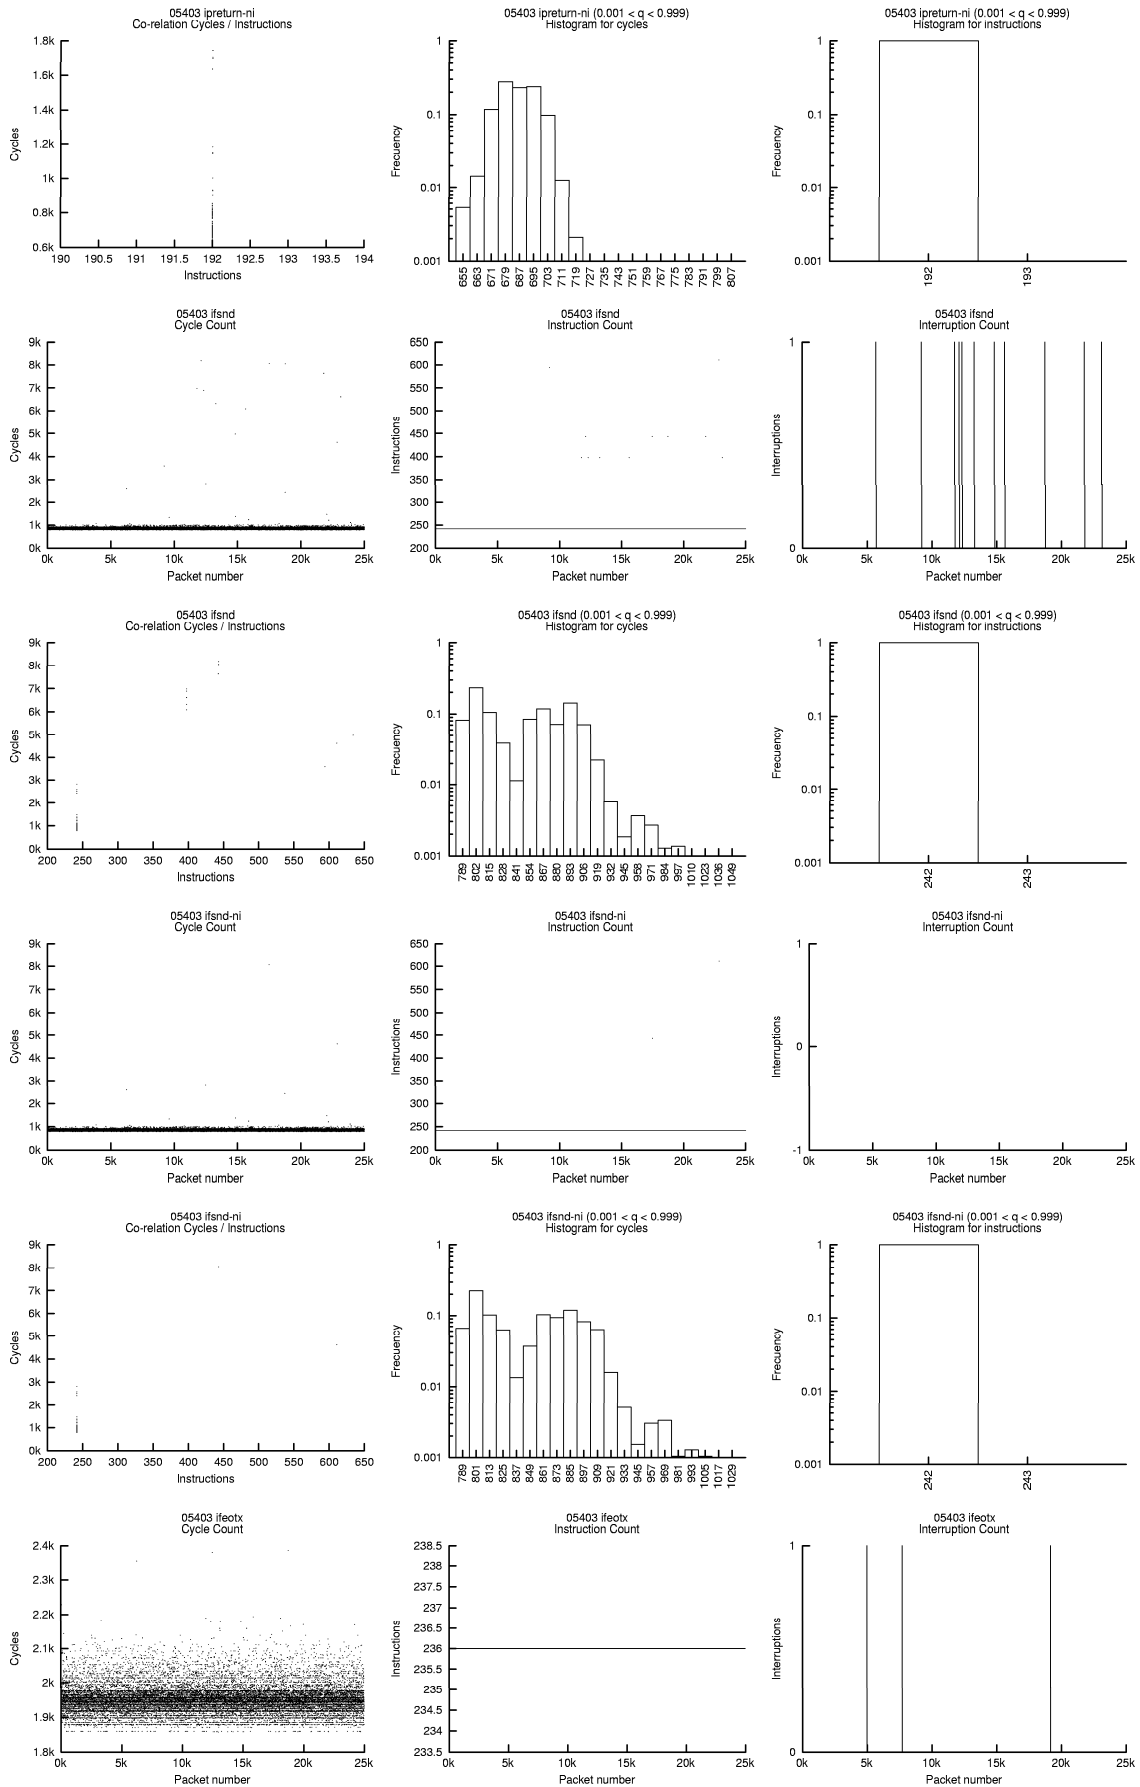 05403 ipreturn-ni
Co-relation Cycles / Instructions
1.8k
1.6k
1.4k
1.2k
1k
0.8k
0.6k
Cycles
190 190.5 191 191.5 192 192.5 193 193.5 194
Instructions
05403 ipreturn-ni (0.001 < q < 0.999)
Histogram for cycles
1
0.1
0.01
0.001
Frecuency
655 663 671 679 687 695 703 711 719 727 735 743 751 759 767 775 783 791 799 807
05403 ipreturn-ni (0.001 < q < 0.999)
Histogram for instructions
1
0.1
0.01
0.001
Frecuency
192 193
05403 ifsnd
Cycle Count
9k
8k
7k
6k
5k
4k
3k
2k
1k
0k
Cycles
0k 5k 10k 15k 20k 25k
Packet number
05403 ifsnd
Instruction Count
650
600
550
500
450
400
350
300
250
200
Instructions
0k 5k 10k 15k 20k 25k
Packet number
05403 ifsnd
Interruption Count
1
0
Interruptions
0k 5k 10k 15k 20k 25k
Packet number
05403 ifsnd
Co-relation Cycles / Instructions
9k
8k
7k
6k
5k
4k
3k
2k
1k
0k
Cycles
200 250 300 350 400 450 500 550 600 650
Instructions
05403 ifsnd (0.001 < q < 0.999)
Histogram for cycles
1
0.1
0.01
0.001
Frecuency
789 802 815 828 841 854 867 880 893 906 919 932 945 958 971 984 997 1010 1023 1036 1049
05403 ifsnd (0.001 < q < 0.999)
Histogram for instructions
1
0.1
0.01
0.001
Frecuency
242 243
05403 ifsnd-ni
Cycle Count
9k
8k
7k
6k
5k
4k
3k
2k
1k
0k
Cycles
0k 5k 10k 15k 20k 25k
Packet number
05403 ifsnd-ni
Instruction Count
650
600
550
500
450
400
350
300
250
200
Instructions
0k 5k 10k 15k 20k 25k
Packet number
05403 ifsnd-ni
Interruption Count
1
0
-1
Interruptions
0k 5k 10k 15k 20k 25k
Packet number
05403 ifsnd-ni
Co-relation Cycles / Instructions
9k
8k
7k
6k
5k
4k
3k
2k
1k
0k
Cycles
200 250 300 350 400 450 500 550 600 650
Instructions
05403 ifsnd-ni (0.001 < q < 0.999)
Histogram for cycles
1
0.1
0.01
0.001
Frecuency
789 801 813 825 837 849 861 873 885 897 909 921 933 945 957 969 981 993 1005 1017 1029
05403 ifsnd-ni (0.001 < q < 0.999)
Histogram for instructions
1
0.1
0.01
0.001
Frecuency
242 243
05403 ifeotx
Cycle Count
2.4k
2.3k
2.2k
2.1k
2k
1.9k
1.8k
Cycles
0k 5k 10k 15k 20k 25k
Packet number
05403 ifeotx
Instruction Count
238.5
238
237.5
237
236.5
236
235.5
235
234.5
234
233.5
Instructions
0k 5k 10k 15k 20k 25k
Packet number
05403 ifeotx
Interruption Count
1
0
Interruptions
0k 5k 10k 15k 20k 25k
Packet number